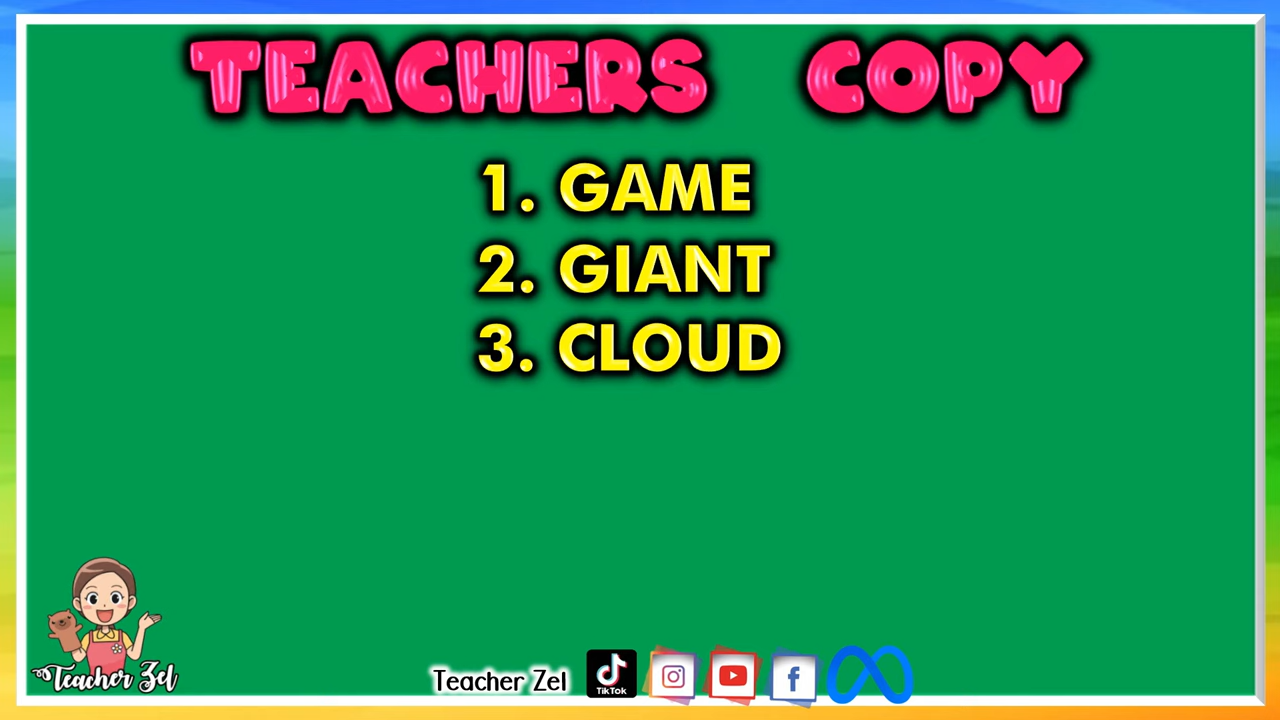 TEACHERS COPY
1. GAME
2. GIANT
3. CLOUD
Teacher Zel
Teacher Zel
TikTok